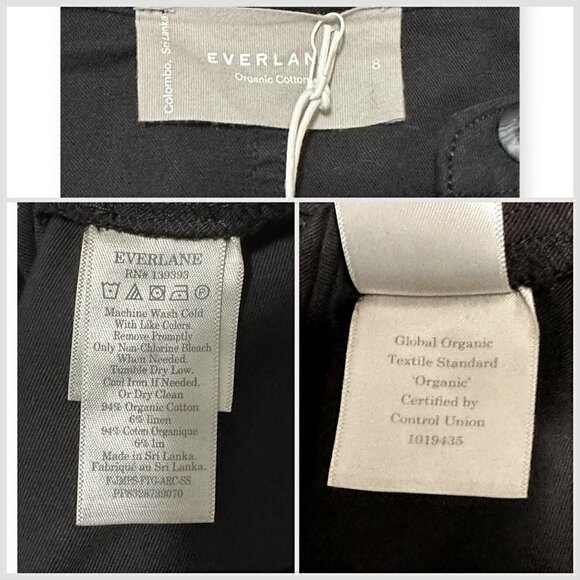 Colombo, Sri Lanka
EVERLANE
Organic Cotton
8
EVERLANE
RN# 139393
Machine Wash Cold
With Like Colors.
Remove Promptly
Only Non-Chlorine Bleach
When Needed.
Tumble Dry Low.
Cool Iron If Needed.
Or Dry Clean
94% Organic Cotton
6% linen
94% Coton Organique
6% lin
Made in Sri Lanka.
Fabriqué au Sri Lanka.
F-JMPS-FTG-ARC-SS
PP8328739070
Global Organic
Textile Standard
'Organic'
Certified by
Control Union
1019435